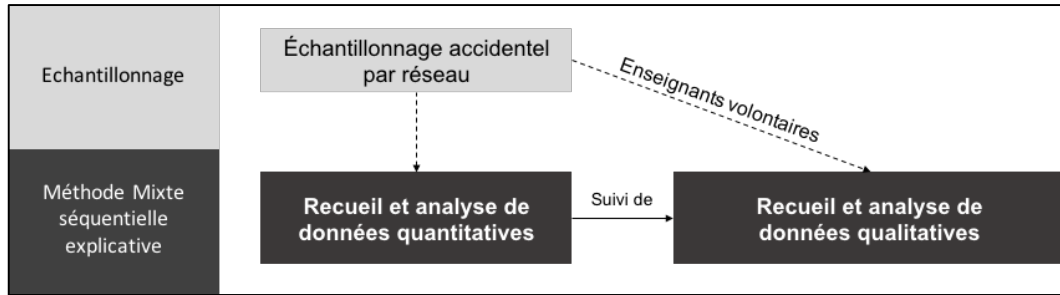 Echantillonnage
Échantillonnage accidentel
par réseau
Enseignants volontaires
Méthode Mixte
séquentielle
explicative
Recueil et analyse de
données quantitatives
Suivi de
Recueil et analyse de
données qualitatives